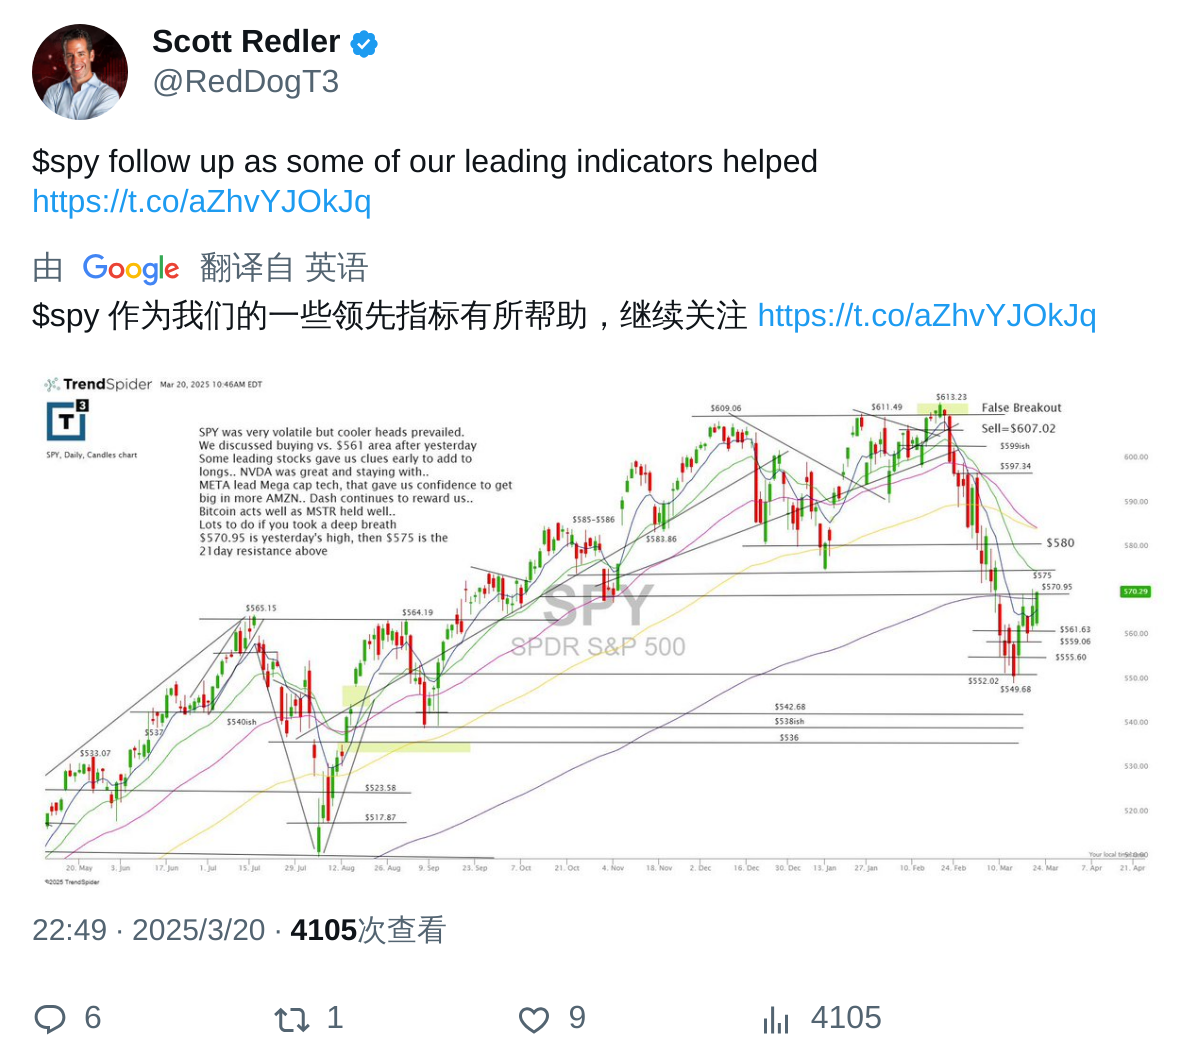 Scott Redler
@RedDogT3
$spy follow up as some of our leading indicators helped
https://t.co/aZhvYJOkJq
由 Google 翻译自 英语
$spy 作为我们的一些领先指标有所帮助，继续关注 https://t.co/aZhvYJOkJq
TrendSpider Mar 20, 2025 10:46AM EDT
T3
SPY, Daily, Candles chart
SPY was very volatile but cooler heads prevailed.
We discussed buying vs. $561 area after yesterday
Some leading stocks gave us clues early to add to
longs.. NVDA was great and staying with..
META lead Mega cap tech, that gave us confidence to get
big in more AMZN.. Dash continues to reward us..
Bitcoin acts well as MSTR held well..
Lots to do if you took a deep breath
$570.95 is yesterday's high, then $575 is the
21day resistance above
$613.23
$609.06
$611.49
False Breakout
Sell=$607.02
$599ish
$597.34
$585-$586
$583.86
$580
$575
$570.95
$565.15
$564.19
$561.63
$559.06
$555.60
$552.02
$549.68
$542.68
$540ish
$538ish
$537
$536
$533.07
$523.58
$517.87
SPY
SPDR S&P 500
600.00
590.00
580.00
570.29
560.00
550.00
540.00
530.00
520.00
Your local time
20. May 3. Jun 17. Jun 1. Jul 15. Jul 29. Jul 12. Aug 26. Aug 9. Sep 23. Sep 7. Oct 21. Oct 4. Nov 18. Nov 2. Dec 16. Dec 30. Dec 13. Jan 27. Jan 10. Feb 24. Feb 10. Mar 24. Mar 7. Apr 21. Apr
©2025 TrendSpider
22:49 · 2025/3/20 · 4105次查看
6 1 9 4105